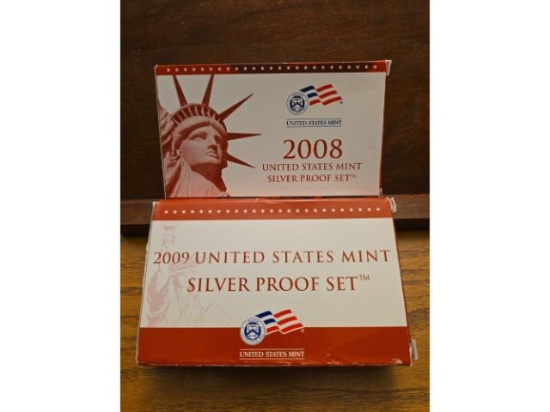 UNITED STATES MINT
2008
UNITED STATES MINT
SILVER PROOF SET™
2009 UNITED STATES MINT
SILVER PROOF SET™
UNITED STATES MINT